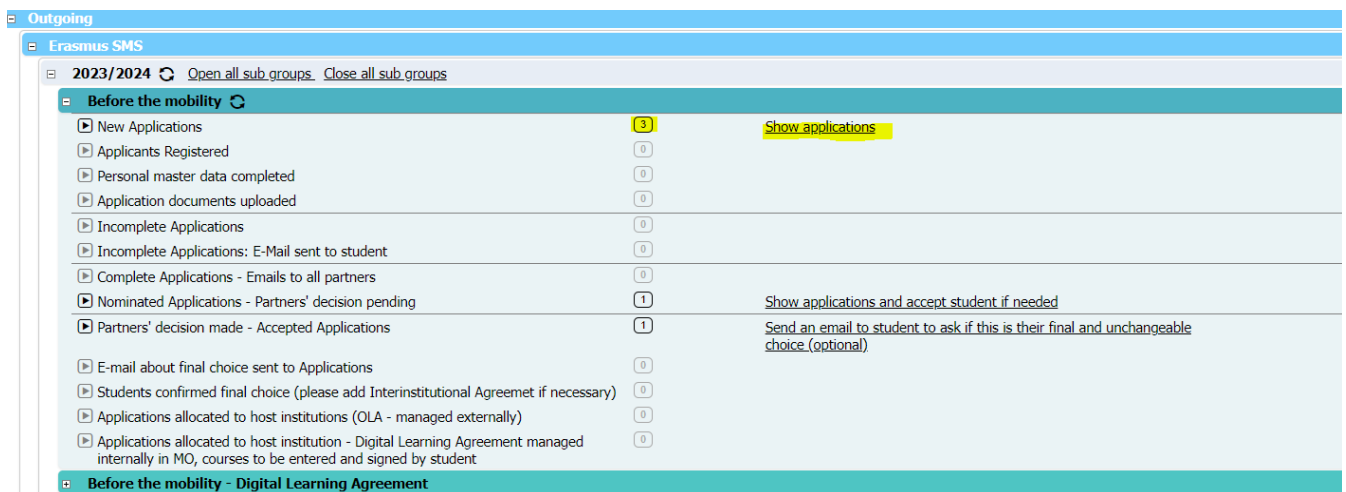 Outgoing
Erasmus SMS
2023/2024 Open all sub groups Close all sub groups
Before the mobility
New Applications 3 Show applications
Applicants Registered 0
Personal master data completed 0
Application documents uploaded 0
Incomplete Applications 0
Incomplete Applications: E-Mail sent to student 0
Complete Applications - Emails to all partners 0
Nominated Applications - Partners' decision pending 1 Show applications and accept student if needed
Partners' decision made - Accepted Applications 1 Send an email to student to ask if this is their final and unchangeable
choice (optional)
E-mail about final choice sent to Applications 0
Students confirmed final choice (please add Interinstitutional Agreemet if necessary) 0
Applications allocated to host institutions (OLA - managed externally) 0
Applications allocated to host institution - Digital Learning Agreement managed 0
internally in MO, courses to be entered and signed by student
Before the mobility - Digital Learning Agreement